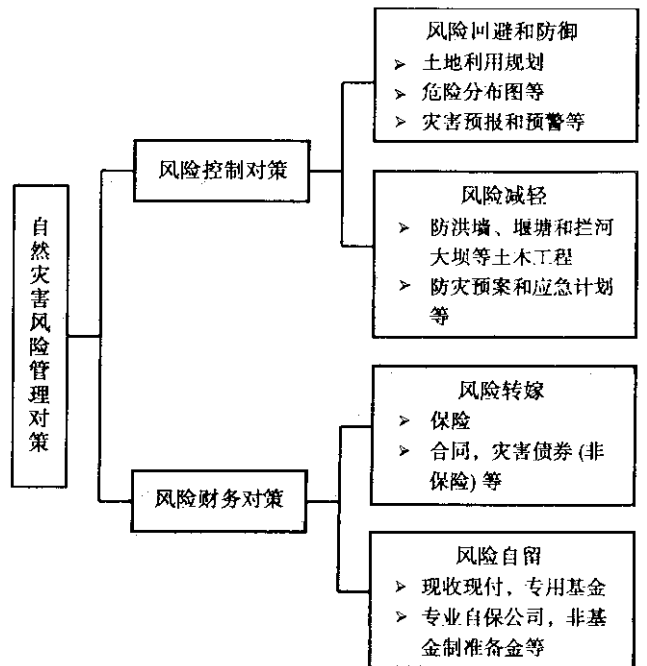 自然灾害风险管理对策
风险控制对策
风险回避和防御
➢ 土地利用规划
➢ 危险分布图等
➢ 灾害预报和预警等
风险减轻
➢ 防洪墙、堰塘和拦河
大坝等土木工程
➢ 防灾预案和应急计划
等
风险财务对策
风险转嫁
➢ 保险
➢ 合同，灾害债券(非
保险)等
风险自留
➢ 现收现付，专用基金
➢ 专业自保公司，非基
金制准备金等